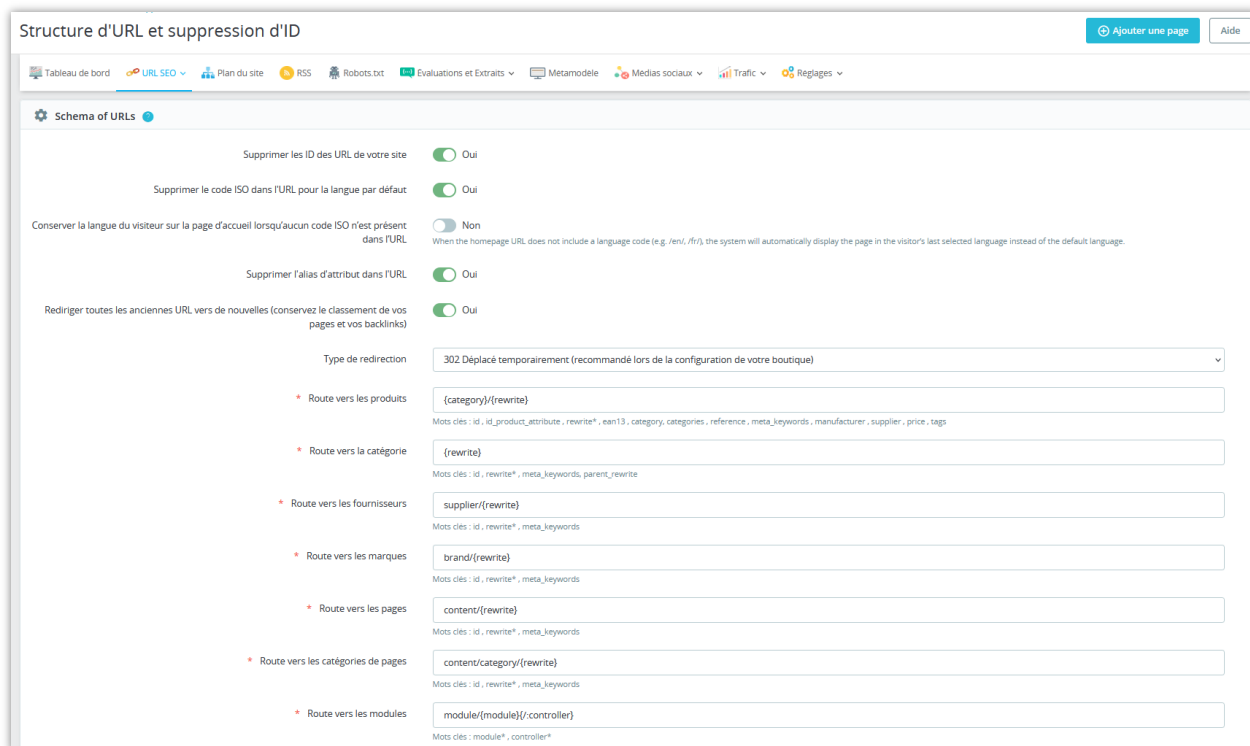 Structure d'URL et suppression d'ID
Ajouter une page
Aide
Tableau de bord
URL SEO
Plan du site
RSS
Robots.txt
Évaluations et Extraits
Metamodèle
Médias sociaux
Trafic
Réglages
Schema of URLs
Supprimer les ID des URL de votre site
Oui
Supprimer le code ISO dans l'URL pour la langue par défaut
Oui
Conserver la langue du visiteur sur la page d'accueil lorsqu'aucun code ISO n'est présent
dans l'URL
Non
When the homepage URL does not include a language code (e.g. /en/, /fr/), the system will automatically display the page in the visitor's last selected language instead of the default language.
Supprimer l'alias d'attribut dans l'URL
Oui
Rediriger toutes les anciennes URL vers de nouvelles (conservez le classement de vos
pages et vos backlinks)
Oui
Type de redirection
302 Déplacé temporairement (recommandé lors de la configuration de votre boutique)
* Route vers les produits
{category}/{rewrite}
Mots clés : id , id_product_attribute , rewrite* , ean13 , category, categories , reference , meta_keywords , manufacturer , supplier , price , tags
* Route vers la catégorie
{rewrite}
Mots clés : id , rewrite* , meta_keywords, parent_rewrite
* Route vers les fournisseurs
supplier/{rewrite}
Mots clés : id , rewrite* , meta_keywords
* Route vers les marques
brand/{rewrite}
Mots clés : id , rewrite* , meta_keywords
* Route vers les pages
content/{rewrite}
Mots clés : id , rewrite* , meta_keywords
* Route vers les catégories de pages
content/category/{rewrite}
Mots clés : id , rewrite* , meta_keywords
* Route vers les modules
module/{module}{/:controller}
Mots clés : module* , controller*